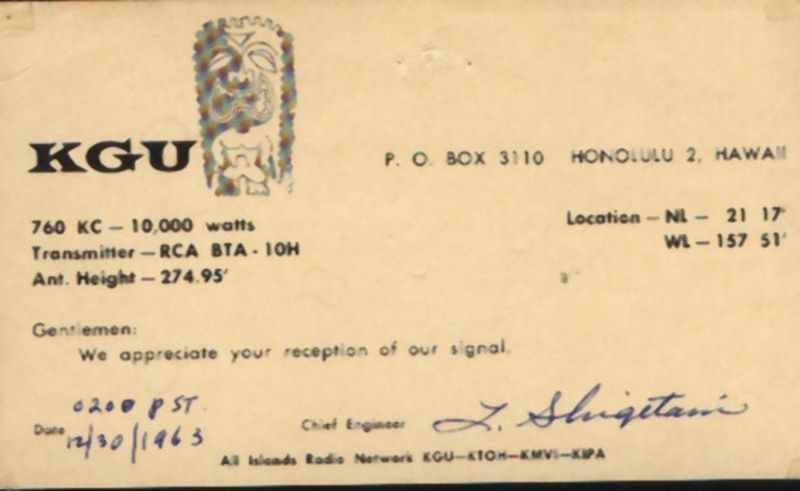 KGU
P. O. BOX 3110 HONOLULU 2, HAWAII
760 KC — 10,000 watts
Transmitter — RCA BTA - 10H
Ant. Height — 274.95'
Location — NL — 21 17'
WL — 157 51'
Gentlemen:
We appreciate your reception of our signal.
0200 PST.
Date 12/30/1963
Chief Engineer L. Shigetani
All Islands Radio Network KGU—KTOH—KMVI—KIPA